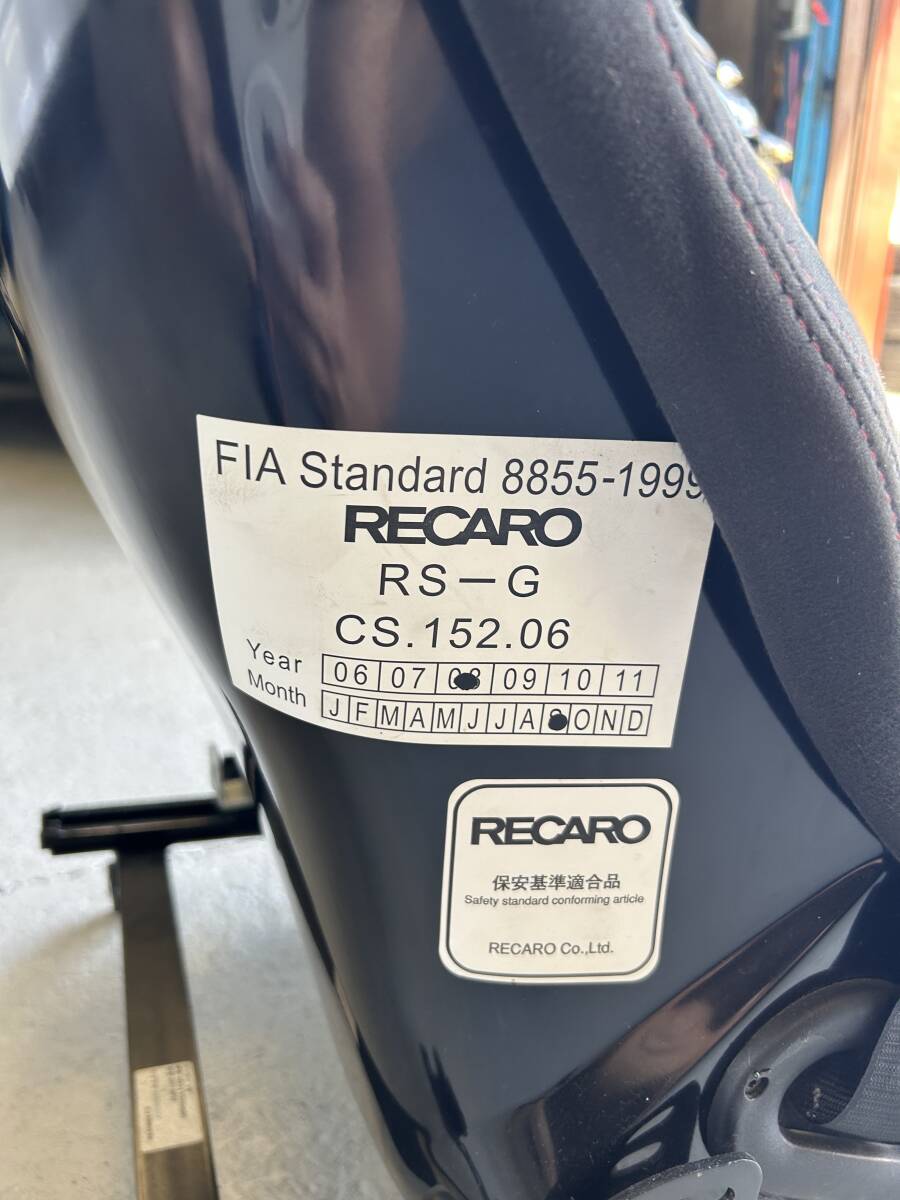 FIA Standard 8855-1999
RECARO
RS-G
CS.152.06
Year 06 07 08 09 10 11
Month J F M A M J J A O N D
RECARO
保安基準適合品
Safety standard conforming article
RECARO Co.,Ltd.